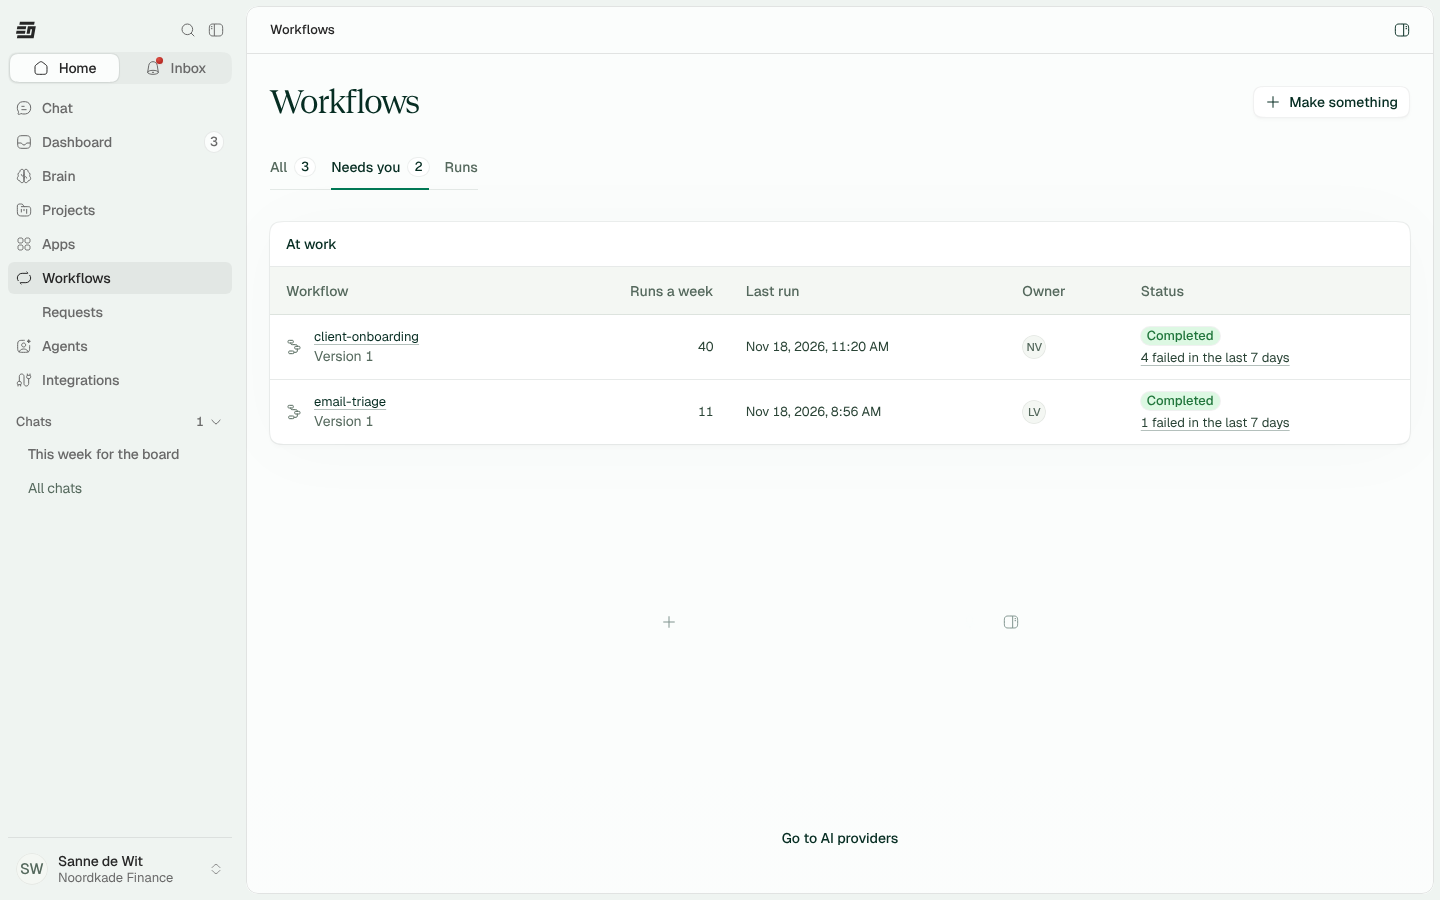 Workflows
Home
Inbox
Chat
Dashboard
3
Brain
Projects
Apps
Workflows
Requests
Agents
Integrations
Chats
1
This week for the board
All chats
Sanne de Wit
SW
Noordkade Finance
Workflows
Make something
All 3
Needs you 2
Runs
At work
Workflow
Runs a week
Last run
Owner
Status
client-onboarding
Version 1
40
Nov 18, 2026, 11:20 AM
NV
Completed
4 failed in the last 7 days
email-triage
Version 1
11
Nov 18, 2026, 8:56 AM
LV
Completed
1 failed in the last 7 days
Go to AI providers